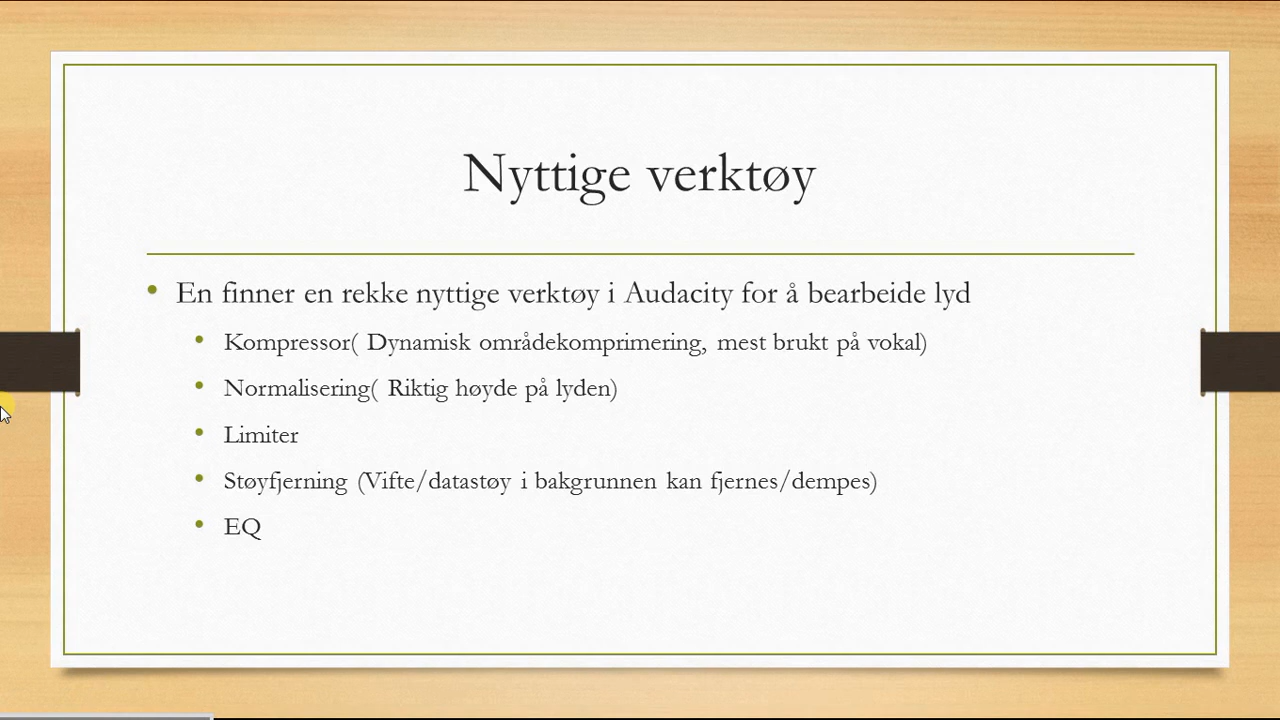 Nyttige verktøy
En finner en rekke nyttige verktøy i Audacity for å bearbeide lyd
Kompressor( Dynamisk områdekomprimering, mest brukt på vokal)
Normalisering( Riktig høyde på lyden)
Limiter
Støyfjerning (Vifte/datastøy i bakgrunnen kan fjernes/dempes)
EQ